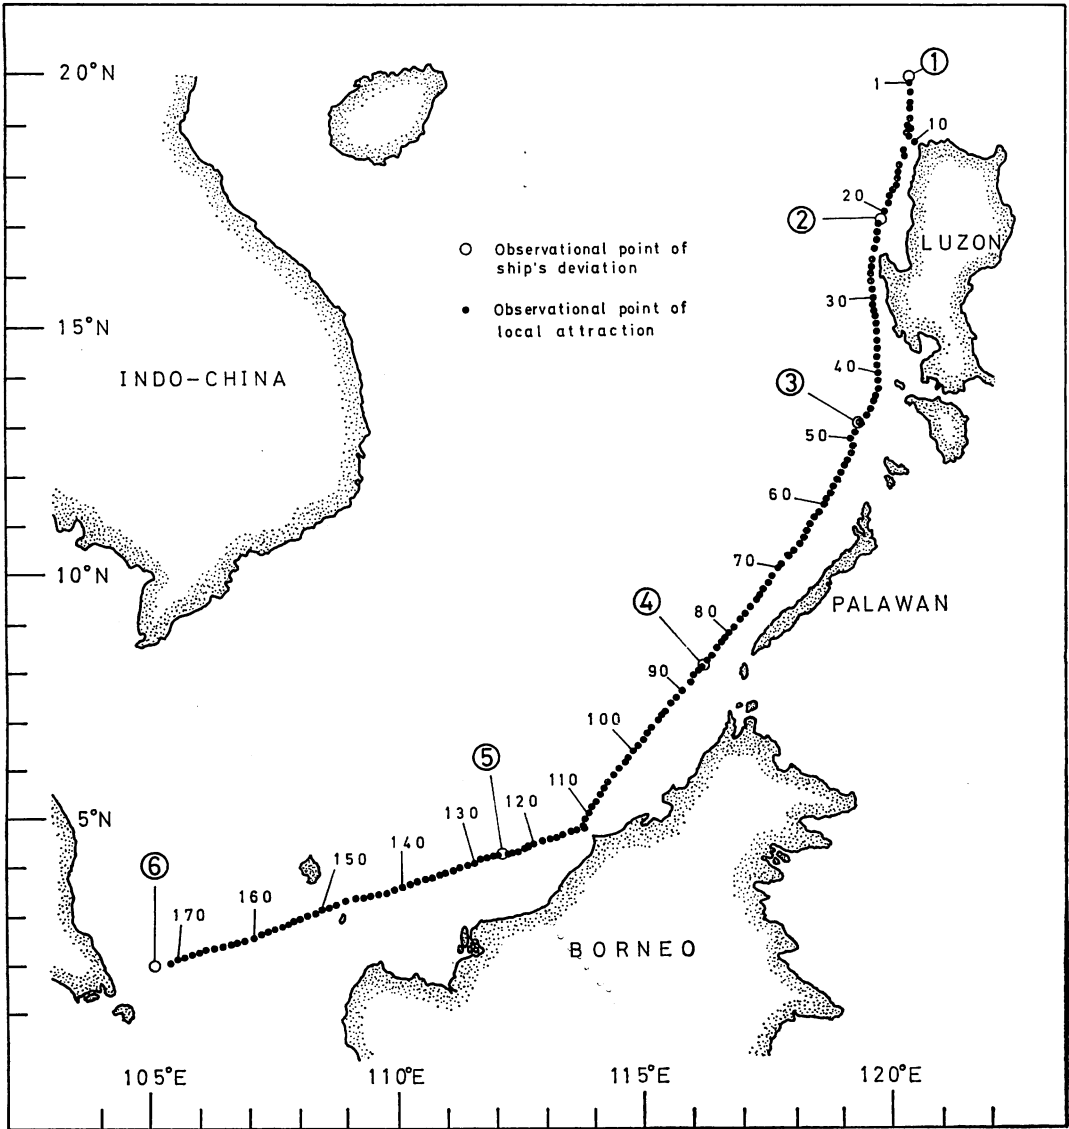 20°N
①
1
10
20
②
LUZON
Observational point of
ship's deviation
30
Observational point of
local attraction
15°N
INDO-CHINA
40
③
50
60
70
10°N
④
80
PALAWAN
90
100
⑤
110
5°N
130
120
⑥
150
140
160
170
BORNEO
105°E
110°E
115°E
120°E